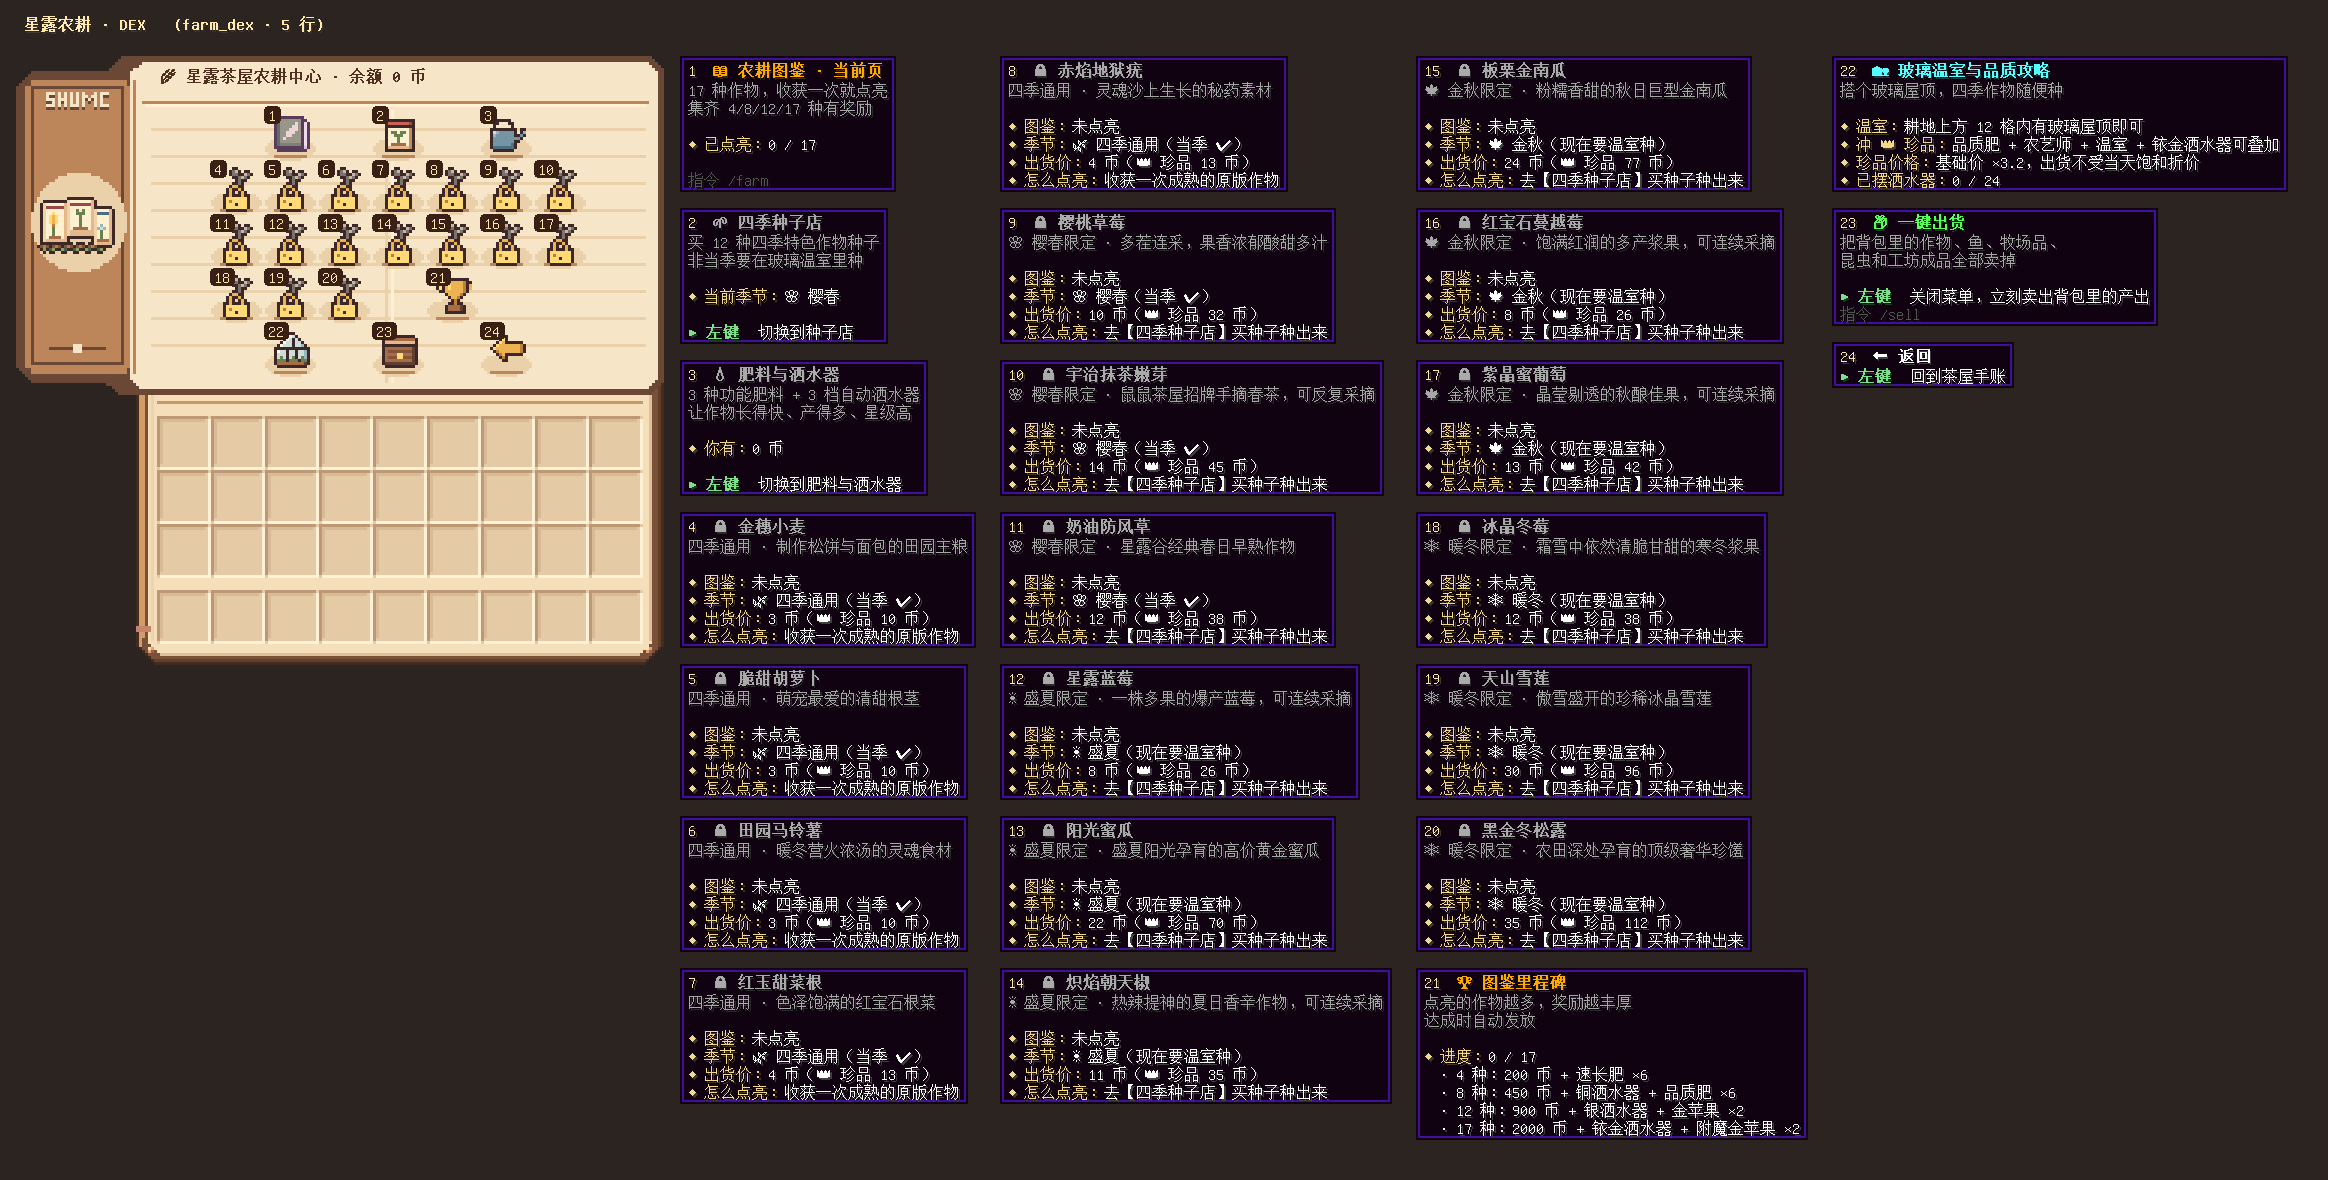 星露农耕 · DEX (farm_dex · 5 行)
SHUMC
星露茶屋农耕中心 · 余额 0 币
1
2
3
4
5
6
7
8
9
10
11
12
13
14
15
16
17
18
19
20
21
22
23
24
1 农耕图鉴 · 当前页
17 种作物，收获一次就点亮
集齐 4/8/12/17 种有奖励
已点亮：0 / 17
指令 /farm
2 四季种子店
买 12 种四季特色作物种子
非当季要在玻璃温室里种
当前季节：樱春
左键 切换到种子店
3 肥料与洒水器
3 种功能肥料 + 3 档自动洒水器
让作物长得快、产得多、星级高
你有：0 币
左键 切换到肥料与洒水器
4 金穗小麦
四季通用 · 制作松饼与面包的田园主粮
图鉴：未点亮
季节：四季通用（当季 ✔）
出货价：3 币（珍品 10 币）
怎么点亮：收获一次成熟的原版作物
5 脆甜胡萝卜
四季通用 · 萌宠最爱的清甜根茎
图鉴：未点亮
季节：四季通用（当季 ✔）
出货价：3 币（珍品 10 币）
怎么点亮：收获一次成熟的原版作物
6 田园马铃薯
四季通用 · 暖冬营火浓汤的灵魂食材
图鉴：未点亮
季节：四季通用（当季 ✔）
出货价：3 币（珍品 10 币）
怎么点亮：收获一次成熟的原版作物
7 红玉甜菜根
四季通用 · 色泽饱满的红宝石根菜
图鉴：未点亮
季节：四季通用（当季 ✔）
出货价：4 币（珍品 13 币）
怎么点亮：收获一次成熟的原版作物
8 赤焰地狱疣
四季通用 · 灵魂沙上生长的秘药素材
图鉴：未点亮
季节：四季通用（当季 ✔）
出货价：4 币（珍品 13 币）
怎么点亮：收获一次成熟的原版作物
9 樱桃草莓
樱春限定 · 多茬连采，果香浓郁酸甜多汁
图鉴：未点亮
季节：樱春（当季 ✔）
出货价：10 币（珍品 32 币）
怎么点亮：去【四季种子店】买种子种出来
10 宇治抹茶嫩芽
樱春限定 · 鼠鼠茶屋招牌手摘春茶，可反复采摘
图鉴：未点亮
季节：樱春（当季 ✔）
出货价：14 币（珍品 45 币）
怎么点亮：去【四季种子店】买种子种出来
11 奶油防风草
樱春限定 · 星露谷经典春日早熟作物
图鉴：未点亮
季节：樱春（当季 ✔）
出货价：12 币（珍品 38 币）
怎么点亮：去【四季种子店】买种子种出来
12 星露蓝莓
盛夏限定 · 一株多果的爆产蓝莓，可连续采摘
图鉴：未点亮
季节：盛夏（现在要温室种）
出货价：8 币（珍品 26 币）
怎么点亮：去【四季种子店】买种子种出来
13 阳光蜜瓜
盛夏限定 · 盛夏阳光孕育的高价黄金蜜瓜
图鉴：未点亮
季节：盛夏（现在要温室种）
出货价：22 币（珍品 70 币）
怎么点亮：去【四季种子店】买种子种出来
14 炽焰朝天椒
盛夏限定 · 热辣提神的夏日香辛作物，可连续采摘
图鉴：未点亮
季节：盛夏（现在要温室种）
出货价：11 币（珍品 35 币）
怎么点亮：去【四季种子店】买种子种出来
15 板栗金南瓜
金秋限定 · 粉糯香甜的秋日巨型金南瓜
图鉴：未点亮
季节：金秋（现在要温室种）
出货价：24 币（珍品 77 币）
怎么点亮：去【四季种子店】买种子种出来
16 红宝石蔓越莓
金秋限定 · 饱满红润的多产浆果，可连续采摘
图鉴：未点亮
季节：金秋（现在要温室种）
出货价：8 币（珍品 26 币）
怎么点亮：去【四季种子店】买种子种出来
17 紫晶蜜葡萄
金秋限定 · 晶莹剔透的秋酿佳果，可连续采摘
图鉴：未点亮
季节：金秋（现在要温室种）
出货价：13 币（珍品 42 币）
怎么点亮：去【四季种子店】买种子种出来
18 冰晶冬莓
暖冬限定 · 霜雪中依然清脆甘甜的寒冬浆果
图鉴：未点亮
季节：暖冬（现在要温室种）
出货价：12 币（珍品 38 币）
怎么点亮：去【四季种子店】买种子种出来
19 天山雪莲
暖冬限定 · 傲雪盛开的珍稀冰晶雪莲
图鉴：未点亮
季节：暖冬（现在要温室种）
出货价：30 币（珍品 96 币）
怎么点亮：去【四季种子店】买种子种出来
20 黑金冬松露
暖冬限定 · 农田深处孕育的顶级奢华珍馐
图鉴：未点亮
季节：暖冬（现在要温室种）
出货价：35 币（珍品 112 币）
怎么点亮：去【四季种子店】买种子种出来
21 图鉴里程碑
点亮的作物越多，奖励越丰厚
达成时自动发放
进度：0 / 17
· 4 种：200 币 + 速长肥 ×6
· 8 种：450 币 + 铜洒水器 + 品质肥 ×6
· 12 种：900 币 + 银洒水器 + 金苹果 ×2
· 17 种：2000 币 + 铱金洒水器 + 附魔金苹果 ×2
22 玻璃温室与品质攻略
搭个玻璃屋顶，四季作物随便种
温室：耕地上方 12 格内有玻璃屋顶即可
冲 珍品：品质肥 + 农艺师 + 温室 + 铱金洒水器可叠加
珍品价格：基础价 ×3.2，出货不受当天饱和折价
已摆洒水器：0 / 24
23 一键出货
把背包里的作物、鱼、牧场品、
昆虫和工坊成品全部卖掉
左键 关闭菜单，立刻卖出背包里的产出
指令 /sell
24 返回
左键 回到茶屋手账